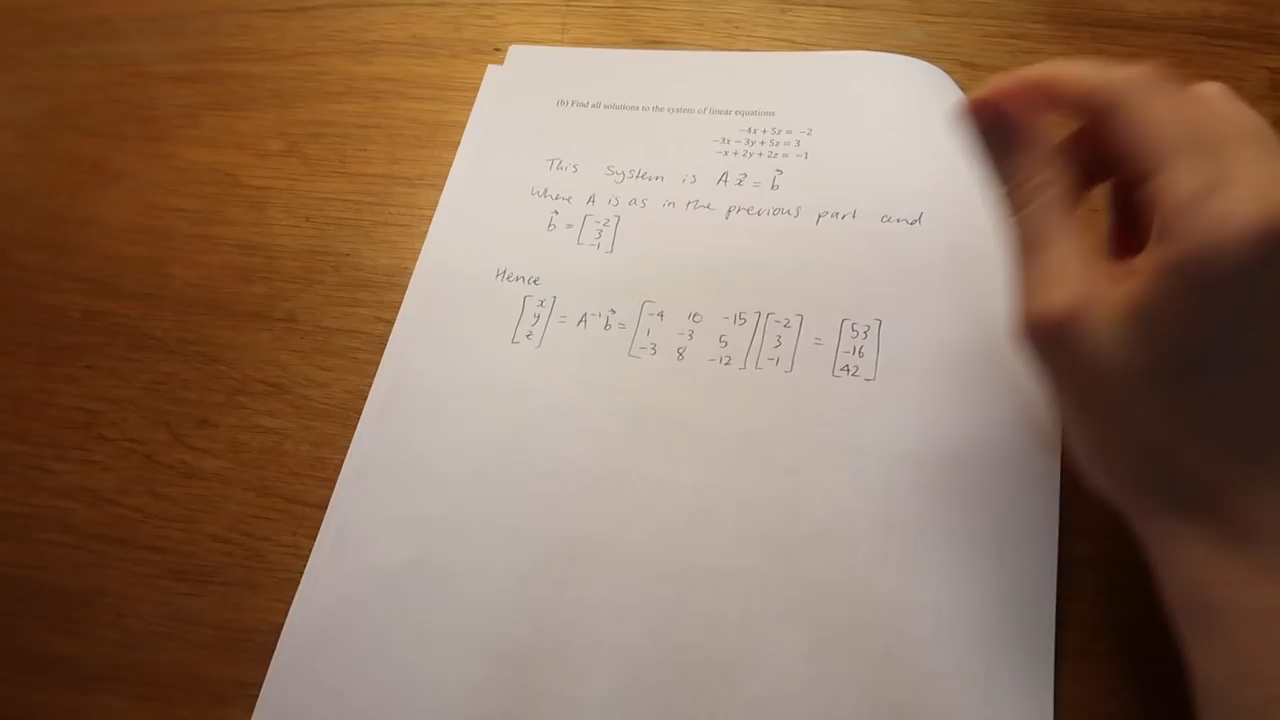 (b) Find all solutions to the system of linear equations
−4x + 5z = −2
−3x − 3y + 5z = 3
−x + 2y + 2z = −1
This system is Ax⃗ = b⃗
Where A is as in the previous part and
b⃗ = [−2 3 −1]
Hence
[x y z] = A⁻¹b⃗ = [−4 10 −15; 1 −3 5; −3 8 −12] [−2 3 −1] = [53 −16 42]